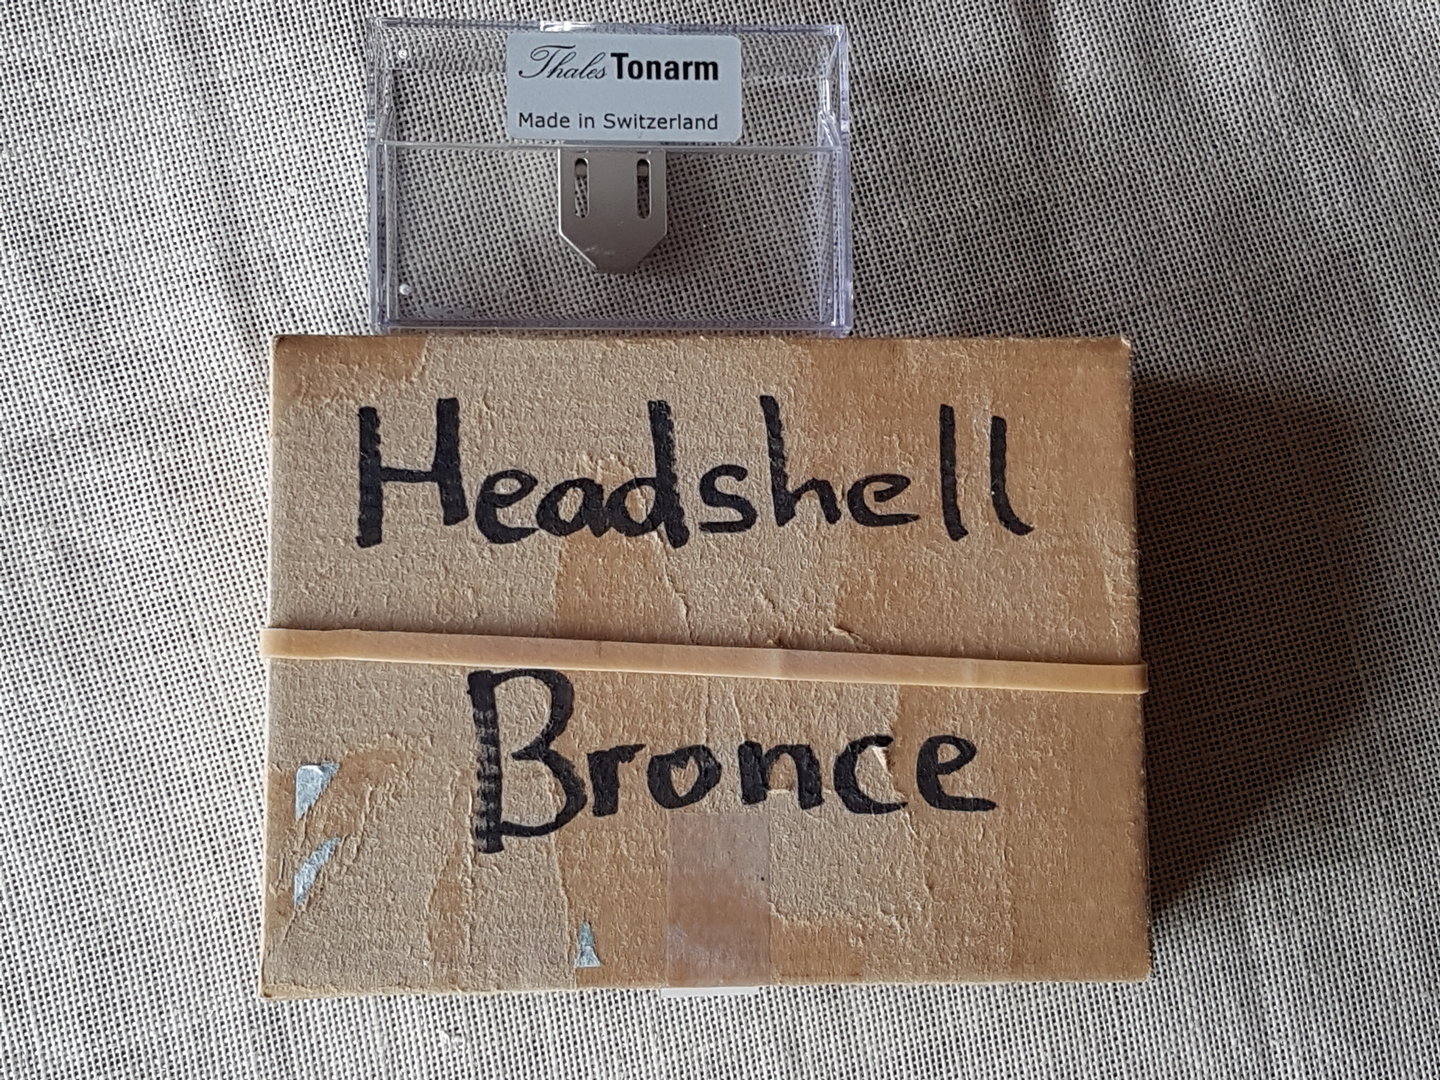 Thales Tonarm
Made in Switzerland
Headshell
Bronce